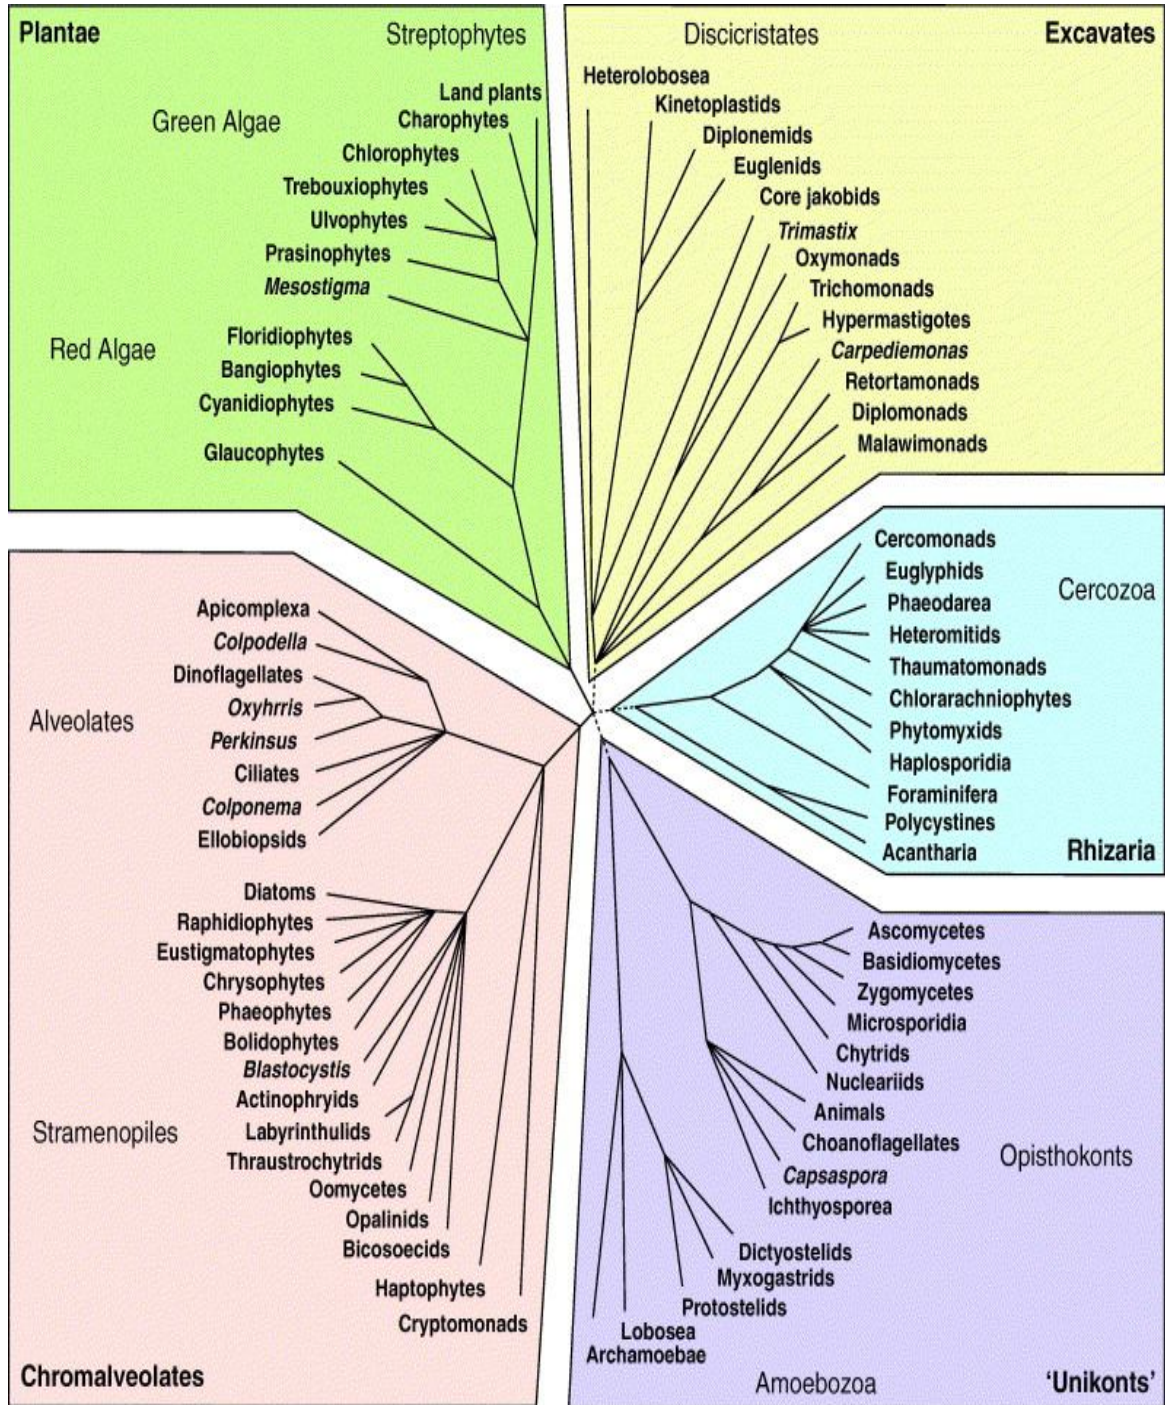 Plantae
Streptophytes
Land plants
Green Algae
Charophytes
Chlorophytes
Trebouxiophytes
Ulvophytes
Prasinophytes
Mesostigma
Red Algae
Floridiophytes
Bangiophytes
Cyanidiophytes
Glaucophytes
Discicristates
Excavates
Heterolobosea
Kinetoplastids
Diplonemids
Euglenids
Core jakobids
Trimastix
Oxymonads
Trichomonads
Hypermastigotes
Carpediemonas
Retortamonads
Diplomonads
Malawimonads
Cercomonads
Euglyphids
Cercozoa
Phaeodarea
Heteromitids
Thaumatomonads
Chlorarachniophytes
Phytomyxids
Haplosporidia
Foraminifera
Polycystines
Acantharia
Rhizaria
Apicomplexa
Colpodella
Dinoflagellates
Oxyhrris
Alveolates
Perkinsus
Ciliates
Colponema
Ellobiopsids
Diatoms
Raphidiophytes
Eustigmatophytes
Chrysophytes
Phaeophytes
Bolidophytes
Blastocystis
Actinophryids
Stramenopiles
Labyrinthulids
Thraustrochytrids
Oomycetes
Opalinids
Bicosoecids
Haptophytes
Cryptomonads
Chromalveolates
Ascomycetes
Basidiomycetes
Zygomycetes
Microsporidia
Chytrids
Nucleariids
Animals
Choanoflagellates
Opisthokonts
Capsaspora
Ichthyosporea
Dictyostelids
Myxogastrids
Protostelids
Lobosea
Archamoebae
Amoebozoa
‘Unikonts’